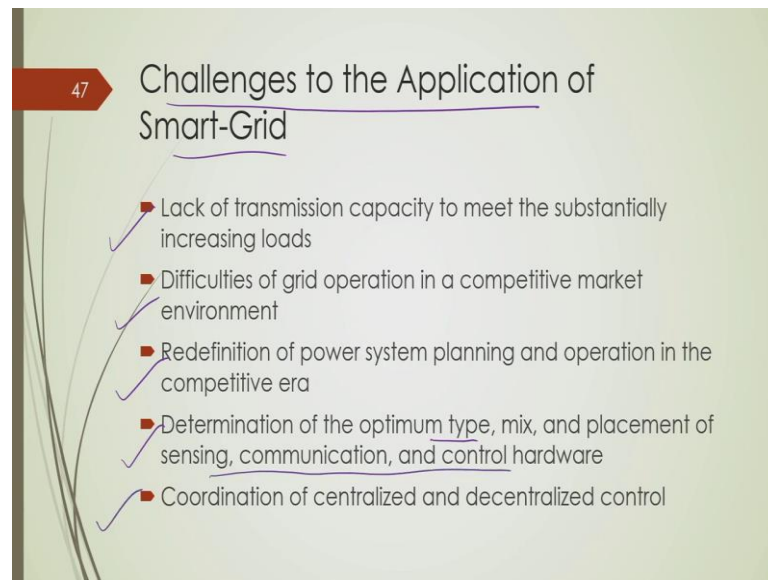 47
Challenges to the Application of
Smart-Grid
Lack of transmission capacity to meet the substantially
increasing loads
Difficulties of grid operation in a competitive market
environment
Redefinition of power system planning and operation in the
competitive era
Determination of the optimum type, mix, and placement of
sensing, communication, and control hardware
Coordination of centralized and decentralized control